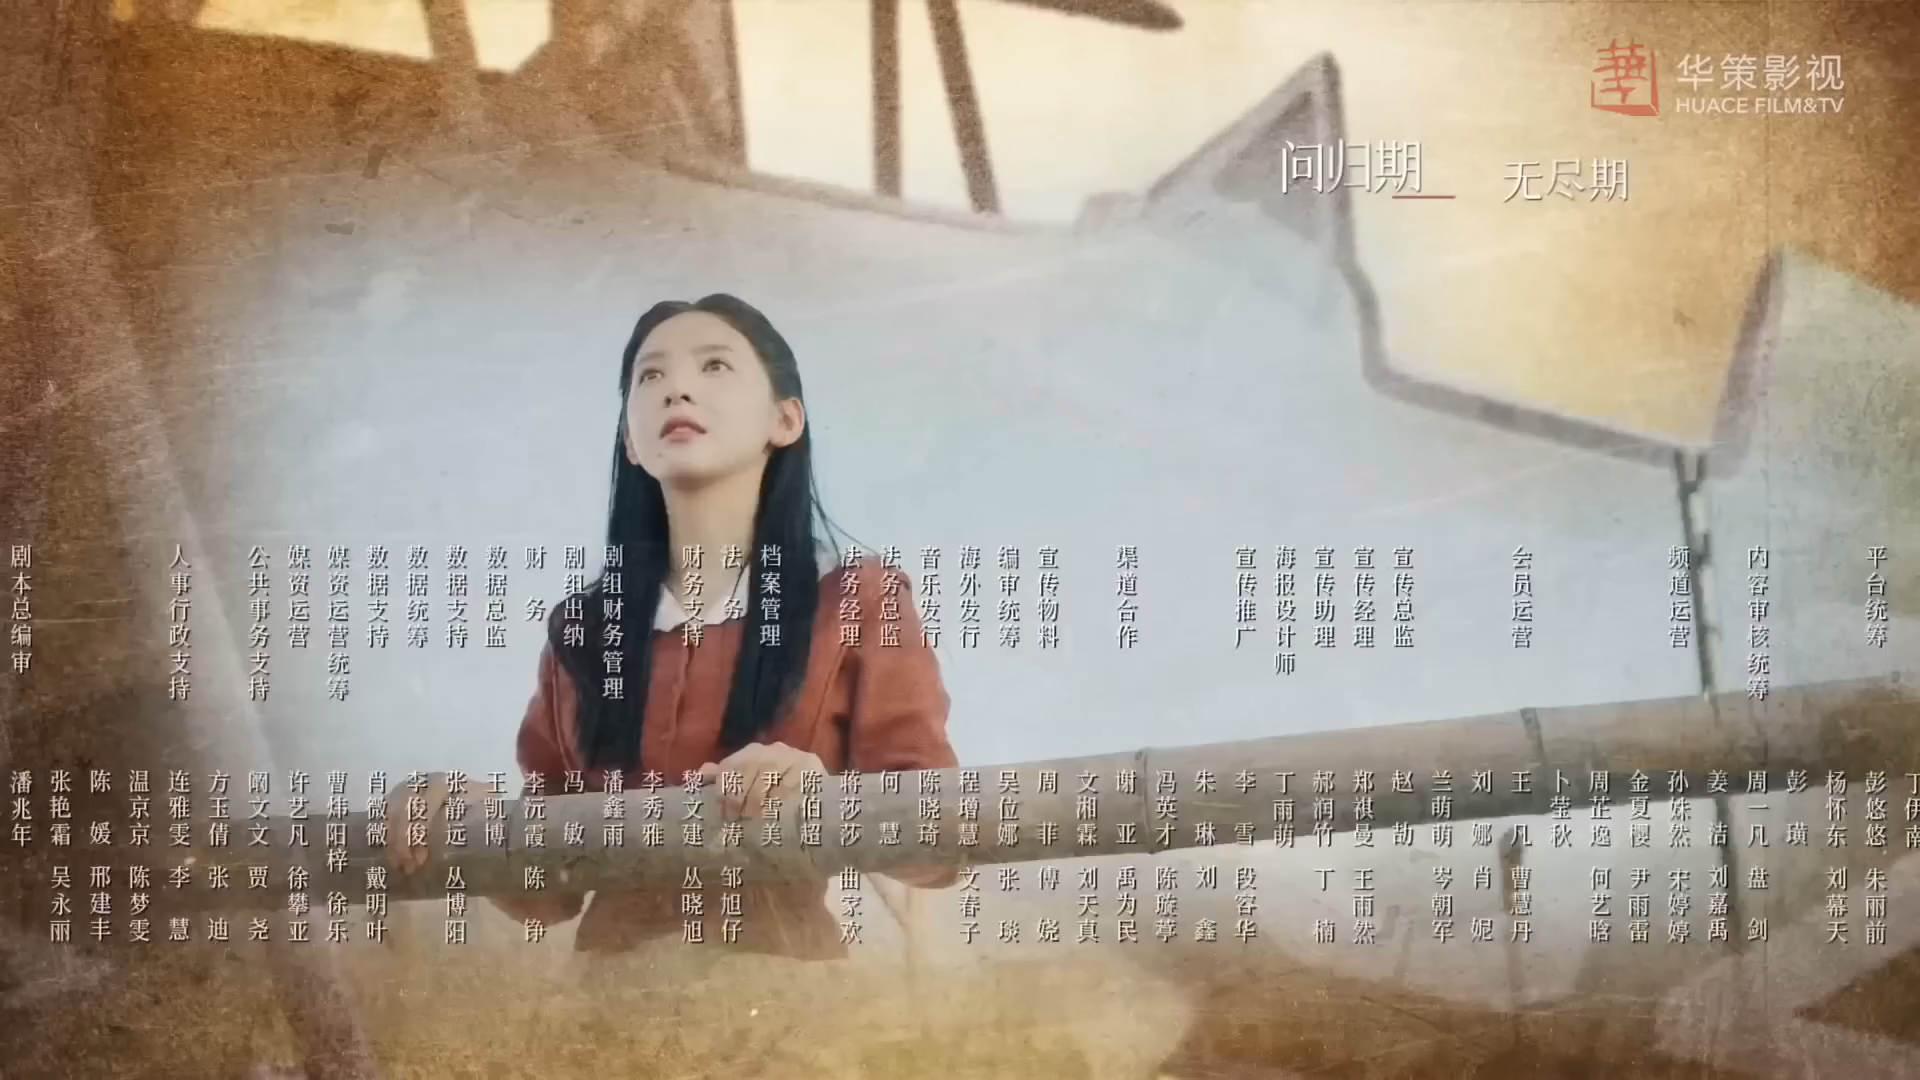 华策影视
HUACE FILM&TV
问归期 无尽期
剧本总编审
人事行政支持
公共事务支持
媒资运营
媒资运营统筹
数据支持
数据统筹
数据支持
数据总监
财务
剧组出纳
剧组财务管理
财务支持
法务
档案管理
法务经理
法务总监
音乐发行
海外发行
编审统筹
宣传物料
渠道合作
宣传推广
海报设计师
宣传助理
宣传经理
宣传总监
会员运营
频道运营
内容审核统筹
平台统筹
潘兆年
张艳霜 吴永丽
陈媛 邢建丰
温京京 陈梦雯
连雅雯 李慧
方玉倩 张迪
阚文文 贾尧
许艺凡 徐攀亚
曹炜阳梓 徐乐
肖微微 戴明叶
李俊俊
张静远 丛博阳
王凯博
李沅霞 陈铮
冯敏
潘鑫雨
李秀雅
黎文建 丛晓旭
陈涛 邹旭仔
尹雪美
陈伯超
蒋莎莎 曲家欢
何慧
陈晓琦
程增慧 文春子
吴位娜 张琰
周菲 傅娆
文湘霖 刘天真
谢亚 禹为民
冯英才 陈璇葶
朱琳 刘鑫
李雪 段容华
丁雨萌
郝润竹 丁楠
郑祺曼 王雨然
赵劼
兰萌萌 岑朝军
刘娜 肖妮
王凡 曹慧丹
卜莹秋
周芷逸 何艺晗
金夏樱 尹雨雷
孙姝然 宋婷婷
姜洁 刘嘉禹
周一凡 盘剑
彭璜
杨怀东 刘幕天
彭悠悠 朱丽前
丁伊南